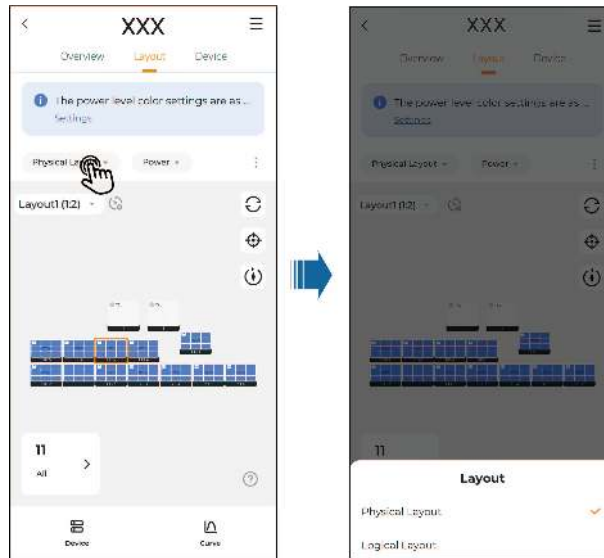 XXX
Overview Layout Device
The power level color settings are as ...
Settings
Physical Layout Power
Layout1 (1:2)
11
All
Device Curve
XXX
Overview Layout Device
The power level color settings are as ...
Settings
Physical Layout Power
Layout1 (1:2)
11
Layout
Physical Layout
Logical Layout